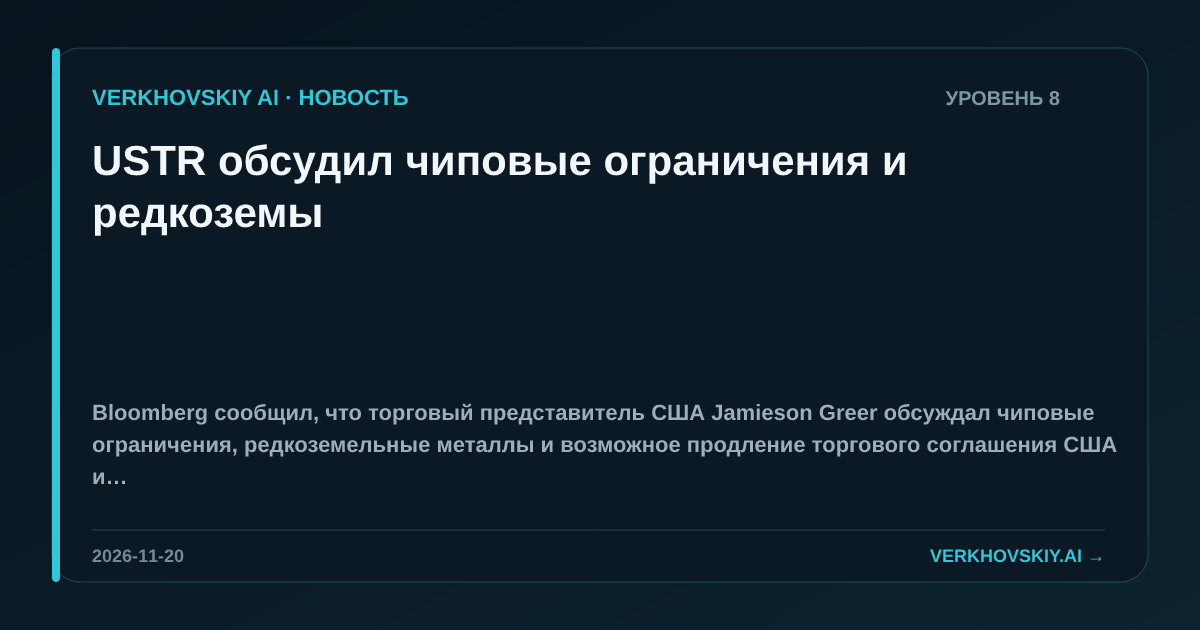 VERKHOVSKIY AI · НОВОСТЬ
УРОВЕНЬ 8
USTR обсудил чиповые ограничения и
редкоземы
Bloomberg сообщил, что торговый представитель США Jamieson Greer обсуждал чиповые
ограничения, редкоземельные металлы и возможное продление торгового соглашения США
и…
2026-11-20
VERKHOVSKIY.AI →